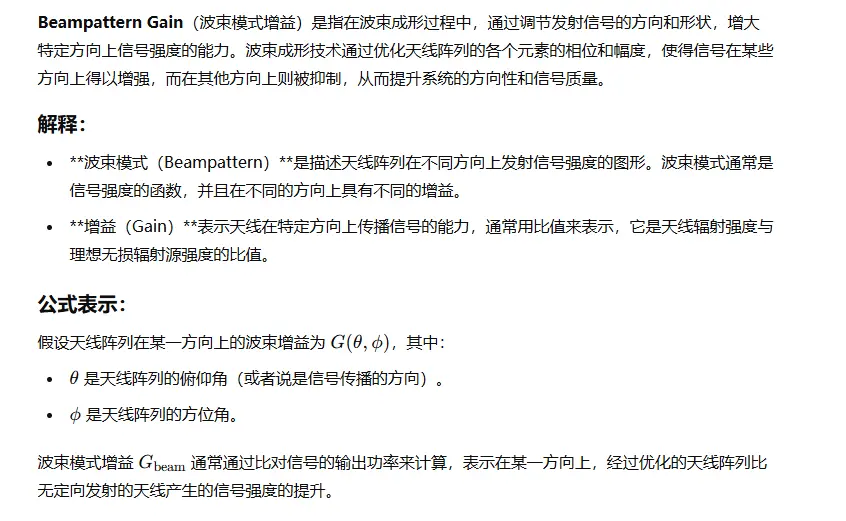 Beampattern Gain（波束模式增益）是指在波束成形过程中，通过调节发射信号的方向和形状，增大
特定方向上信号强度的能力。波束成形技术通过优化天线阵列的各个元素的相位和幅度，使得信号在某些
方向上得以增强，而在其他方向上则被抑制，从而提升系统的方向性和信号质量。
解释：
• **波束模式（Beampattern）**是描述天线阵列在不同方向上发射信号强度的图形。波束模式通常是
信号强度的函数，并且在不同的方向上具有不同的增益。
• **增益（Gain）**表示天线在特定方向上传播信号的能力，通常用比值来表示，它是天线辐射强度与
理想无损辐射源强度的比值。
公式表示：
假设天线阵列在某一方向上的波束增益为 G(θ, ϕ)，其中：
• θ 是天线阵列的俯仰角（或者说是信号传播的方向）。
• ϕ 是天线阵列的方位角。
波束模式增益 G_beam 通常通过比对信号的输出功率来计算，表示在某一方向上，经过优化的天线阵列比
无定向发射的天线产生的信号强度的提升。